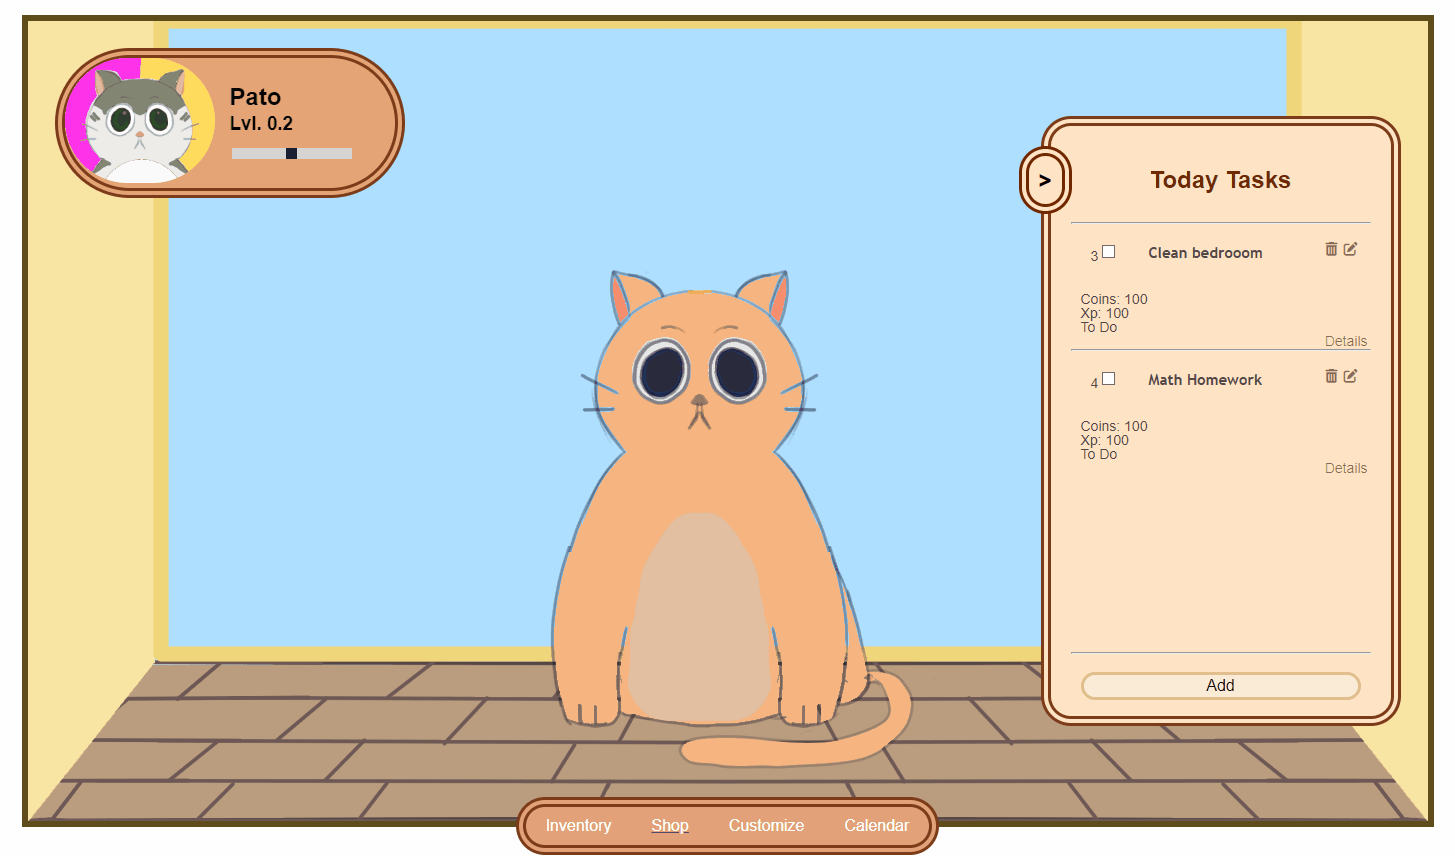 Pato
Lvl. 0.2
>
Today Tasks
3 Clean bedrooom
Coins: 100
Xp: 100
To Do
Details
4 Math Homework
Coins: 100
Xp: 100
To Do
Details
Add
Inventory Shop Customize Calendar